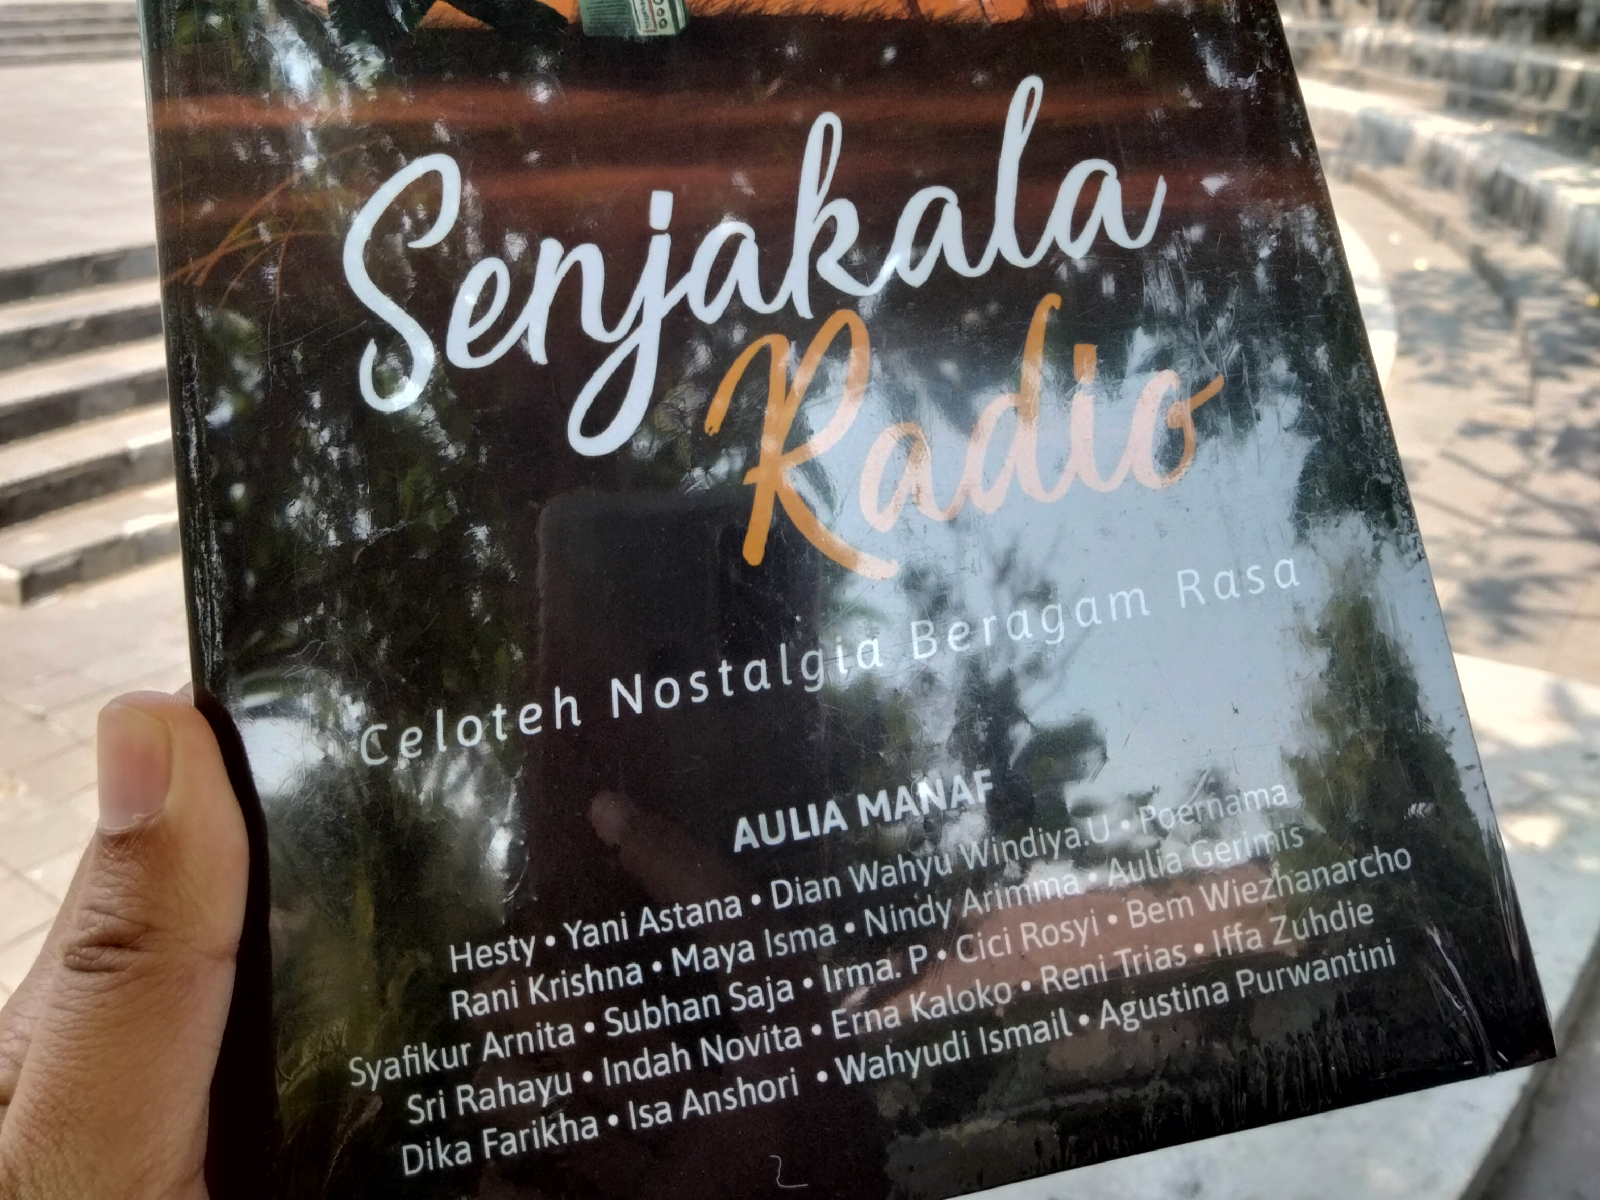 Senjakala
Radio
Celoteh Nostalgia Beragam Rasa
AULIA MANAF
Hesty • Yani Astana • Dian Wahyu Windiya.U • Poernama
Rani Krishna • Maya Isma • Nindy Arimma • Aulia Gerimis
Syafikur Arnita • Subhan Saja • Irma. P • Cici Rosyi • Bem Wiezhanarcho
Sri Rahayu • Indah Novita • Erna Kaloko • Reni Trias • Iffa Zuhdie
Dika Farikha • Isa Anshori • Wahyudi Ismail • Agustina Purwantini